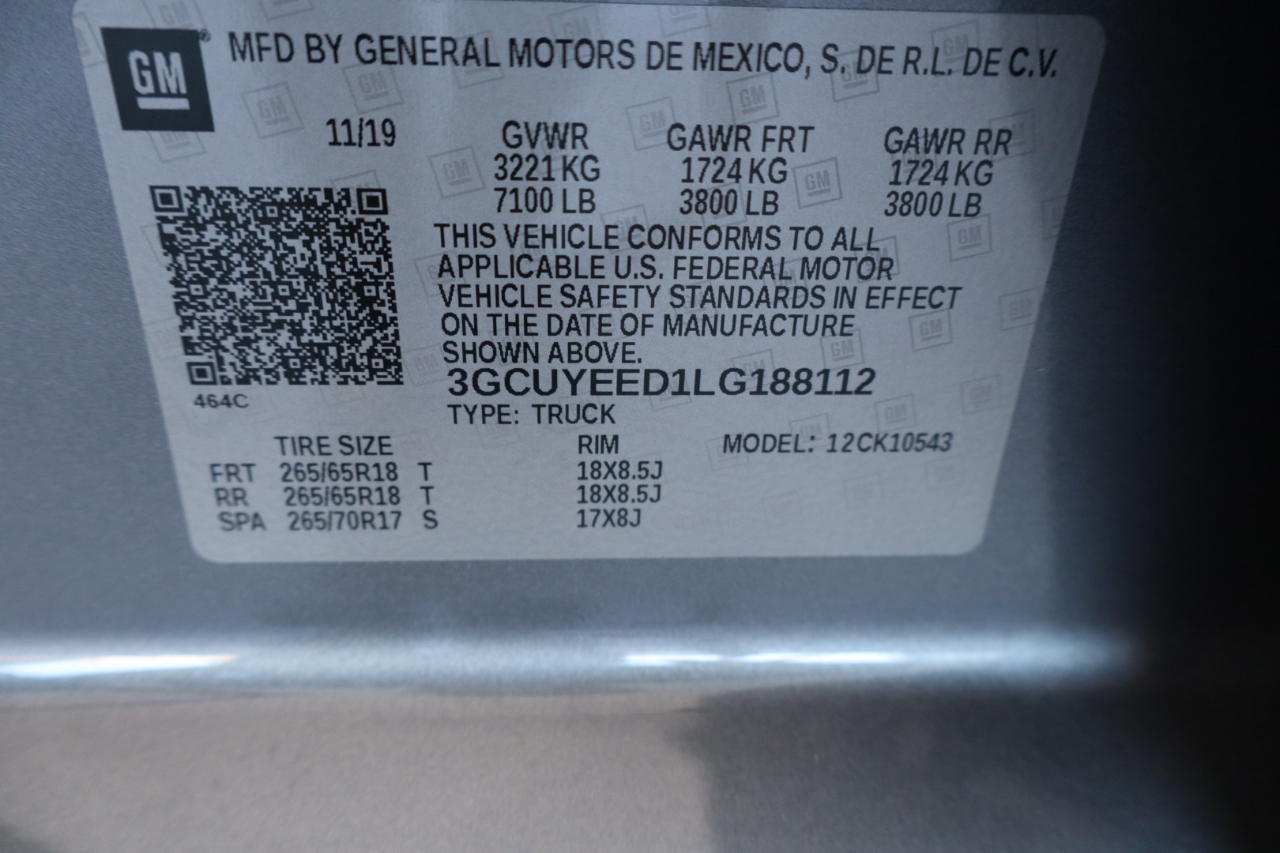 GM® MFD BY GENERAL MOTORS DE MEXICO, S. DE R.L. DE C.V.
11/19 GVWR GAWR FRT GAWR RR
3221 KG 1724 KG 1724 KG
7100 LB 3800 LB 3800 LB
THIS VEHICLE CONFORMS TO ALL
APPLICABLE U.S. FEDERAL MOTOR
VEHICLE SAFETY STANDARDS IN EFFECT
ON THE DATE OF MANUFACTURE
SHOWN ABOVE.
3GCUYEED1LG188112
464C
TYPE: TRUCK
TIRE SIZE RIM MODEL: 12CK10543
FRT 265/65R18 T 18X8.5J
RR 265/65R18 T 18X8.5J
SPA 265/70R17 S 17X8J